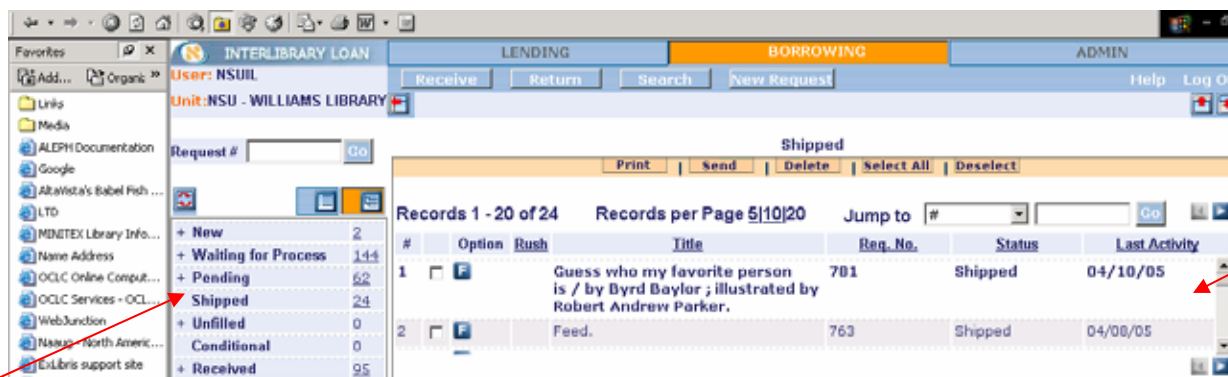 Favorites
Add... Organiz
Links
Media
ALEPH Documentation
Google
AltaVista's Babel Fish ...
LTD
MINITEX Library Info...
Name Address
OCLC Online Comput...
OCLC Services - OCL...
WebJunction
Naaug - North Americ...
ExLibris support site
INTERLIBRARY LOAN
User: NSUIL
Unit:NSU - WILLIAMS LIBRARY
Request # Go
+ New 2
+ Waiting for Process 144
+ Pending 62
Shipped 24
+ Unfilled 0
Conditional 0
+ Received 95
LENDING BORROWING ADMIN
Receive Return Search New Request Help Log O
Shipped
Print | Send | Delete | Select All | Deselect
Records 1 - 20 of 24 Records per Page 5|10|20 Jump to # Go
# Option Rush Title Req. No. Status Last Activity
1 F Guess who my favorite person 781 Shipped 04/10/05
is / by Byrd Baylor ; illustrated by
Robert Andrew Parker.
2 F Feed. 763 Shipped 04/08/05